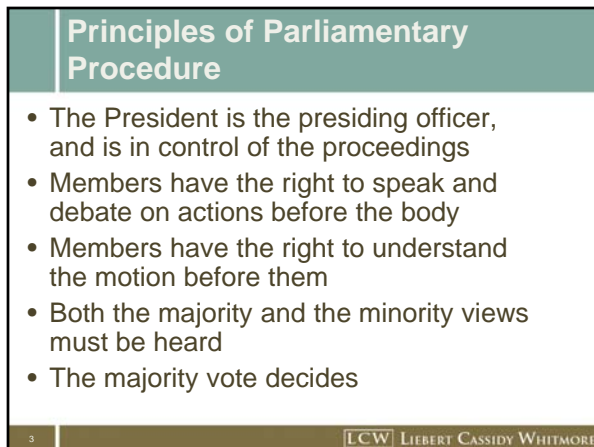 Principles of Parliamentary
Procedure
• The President is the presiding officer,
and is in control of the proceedings
• Members have the right to speak and
debate on actions before the body
• Members have the right to understand
the motion before them
• Both the majority and the minority views
must be heard
• The majority vote decides
3
LCW LIEBERT CASSIDY WHITMORE